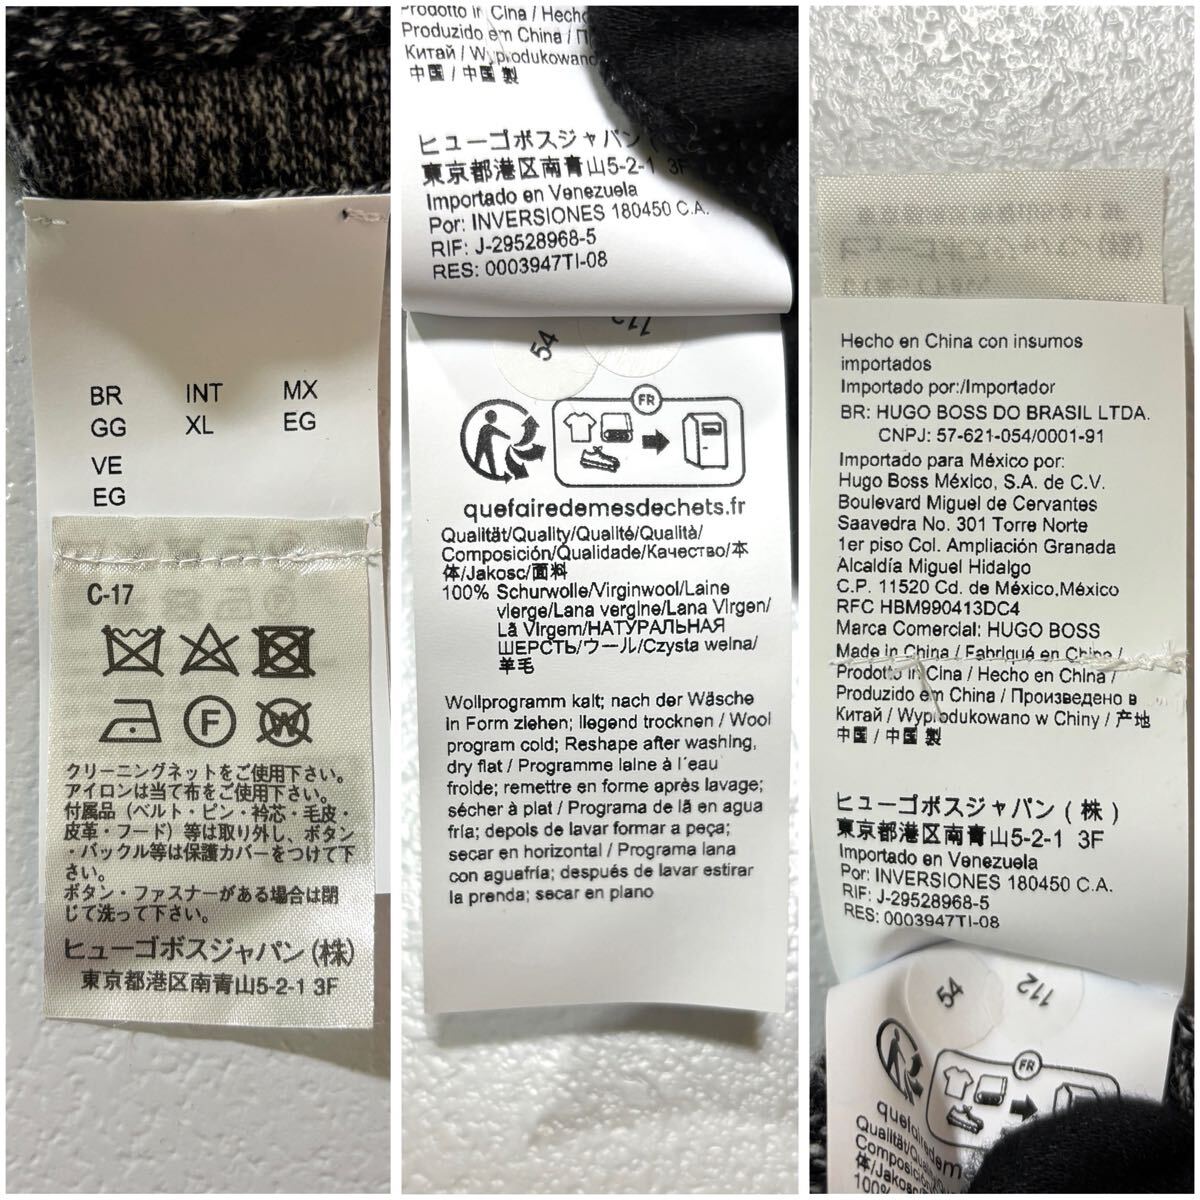 BR INT MX
GG XL EG
VE
EG
C-17
F
W
クリーニングネットをご使用下さい。
アイロンは当て布をご使用下さい。
付属品（ベルト・ピン・衿芯・毛皮・
皮革・フード）等は取り外し、ボタン
・バックル等は保護カバーをつけて下
さい。
ボタン・ファスナーがある場合は閉
じて洗って下さい。
ヒューゴボスジャパン(株)
東京都港区南青山5-2-1 3F
Prodotto in Cina / Hecho
Produzido em China /
Китай / Wyprodukowano
中国 / 中国 製
ヒューゴボスジャパン (
東京都港区南青山5-2-1 3F
Importado en Venezuela
Por: INVERSIONES 180450 C.A.
RIF: J-29528968-5
RES: 0003947TI-08
54 112
FR
quefairedemesdechets.fr
Qualität/Quality/Qualité/Qualità/
Composición/Qualidade/Качество/本
体/Jakosc/面料
100% Schurwolle/Virginwool/Laine
vierge/Lana vergine/Lana Virgen/
Lã Virgem/НАТУРАЛЬНАЯ
ШЕРСТЬ/ウール/Czysta welna/
羊毛
Wollprogramm kalt; nach der Wäsche
in Form ziehen; liegend trocknen / Wool
program cold; Reshape after washing,
dry flat / Programme laine à l´eau
froide; remettre en forme après lavage;
sécher à plat / Programa de lã en agua
fría; depois de lavar formar a peça;
secar en horizontal / Programa lana
con aguafría; después de lavar estirar
la prenda; secar en plano
Hecho en China con insumos
importados
Importado por:/Importador
BR: HUGO BOSS DO BRASIL LTDA.
CNPJ: 57-621-054/0001-91
Importado para México por:
Hugo Boss México, S.A. de C.V.
Boulevard Miguel de Cervantes
Saavedra No. 301 Torre Norte
1er piso Col. Ampliación Granada
Alcaldía Miguel Hidalgo
C.P. 11520 Cd. de México,México
RFC HBM990413DC4
Marca Comercial: HUGO BOSS
Made in China / Fabriqué en Chine /
Prodotto in Cina / Hecho en China /
Produzido em China / Произведено в
Китай / Wyprodukowano w Chiny / 产地
中国 / 中国 製
ヒューゴボスジャパン ( 株 )
東京都港区南青山5-2-1 3F
Importado en Venezuela
Por: INVERSIONES 180450 C.A.
RIF: J-29528968-5
RES: 0003947TI-08
54 112
FR
quefairedem
Qualität/Qu
Composición
体/Jakosc/
100%